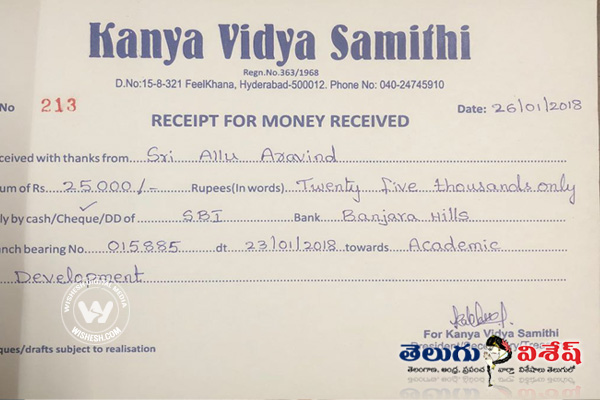 Kanya Vidya Samithi
Regn.No.363/1968
D.No:15-8-321 FeelKhana, Hyderabad-500012. Phone No: 040-24745910
No 213 Date: 26/01/2018
RECEIPT FOR MONEY RECEIVED
ceived with thanks from Sri Allu Aravind
um of Rs 25000/- Rupees(In words) Twenty five thousands only
ly by cash/Cheque/DD of SBI Bank Banjara Hills
nch bearing No. 015885 dt 23/01/2018 towards Academic
Development
WISHESH.COM
For Kanya Vidya Samithi
ques/drafts subject to realisation
తెలుగు విశేష్
తెలంగాణ, ఆంధ్ర, ప్రపంచ వార్తా విశేషాలు తెలుగులో